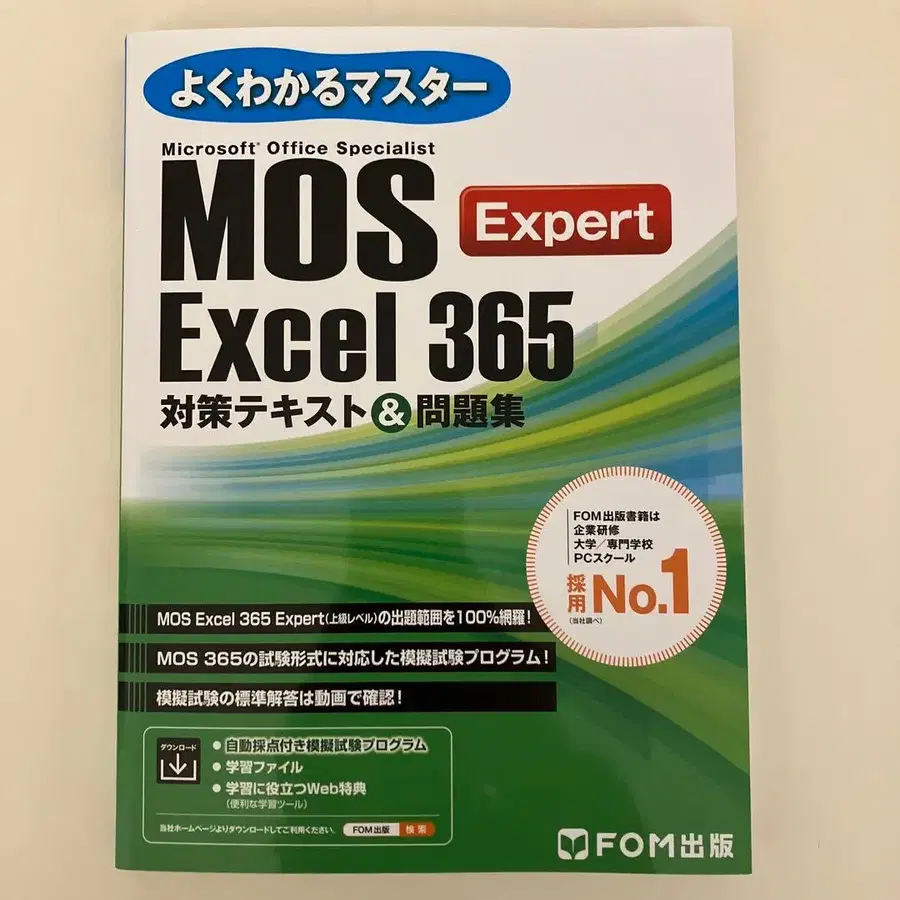 よくわかるマスター
Microsoft® Office Specialist
MOS
Expert
Excel 365
対策テキスト&問題集
FOM出版書籍は
企業研修
大学／専門学校
PCスクール
採用 No.1
(当社調べ)
MOS Excel 365 Expert(上級レベル)の出題範囲を100%網羅!
MOS 365の試験形式に対応した模擬試験プログラム!
模擬試験の標準解答は動画で確認!
ダウンロード
● 自動採点付き模擬試験プログラム
● 学習ファイル
● 学習に役立つWeb特典
(便利な学習ツール)
当社ホームページよりダウンロードしてご利用ください。 FOM出版 検索
FOM出版